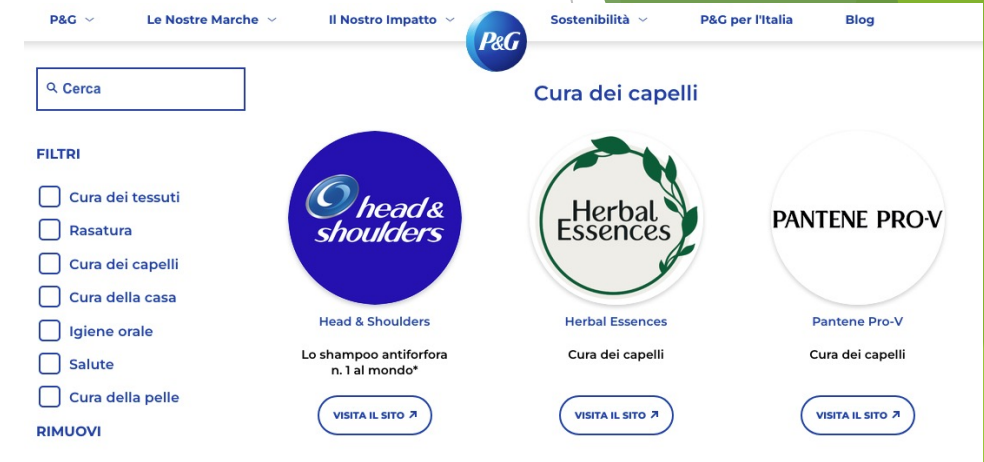 P&G
Le Nostre Marche
Il Nostro Impatto
P&G
Sostenibilità
P&G per l'Italia
Blog
Cerca
Cura dei capelli
FILTRI
Cura dei tessuti
Rasatura
Cura dei capelli
Cura della casa
Igiene orale
Salute
Cura della pelle
RIMUOVI
head &
shoulders
Head & Shoulders
Lo shampoo antiforfora
n. 1 al mondo*
VISITA IL SITO
Herbal
Essences
Herbal Essences
Cura dei capelli
VISITA IL SITO
PANTENE PRO-V
Pantene Pro-V
Cura dei capelli
VISITA IL SITO